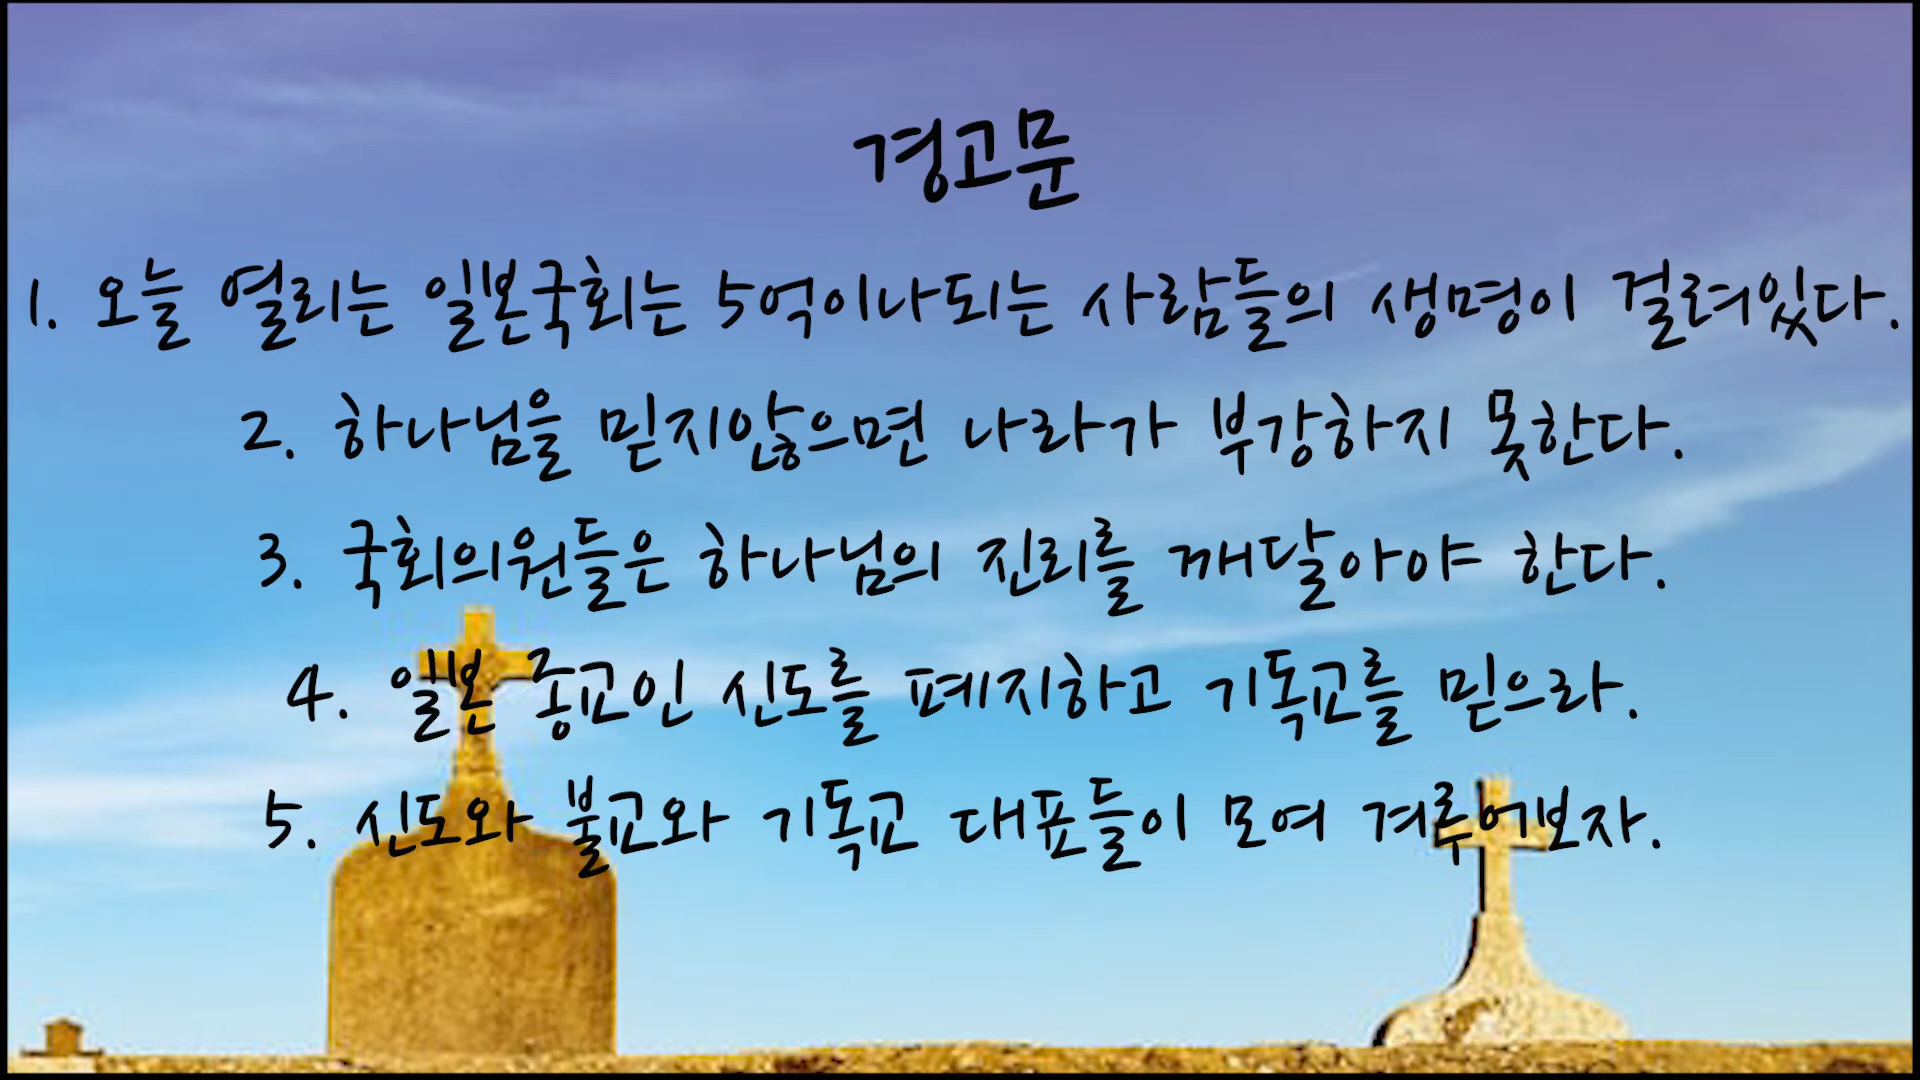 경고문
1. 오늘 열리는 일본국회는 5억이나되는 사람들의 생명이 걸려있다.
2. 하나님을 믿지않으면 나라가 부강하지 못한다.
3. 국회의원들은 하나님의 진리를 깨달아야 한다.
4. 일본 종교인 신도를 폐지하고 기독교를 믿으라.
5. 신도와 불교와 기독교 대표들이 모여 겨루어보자.